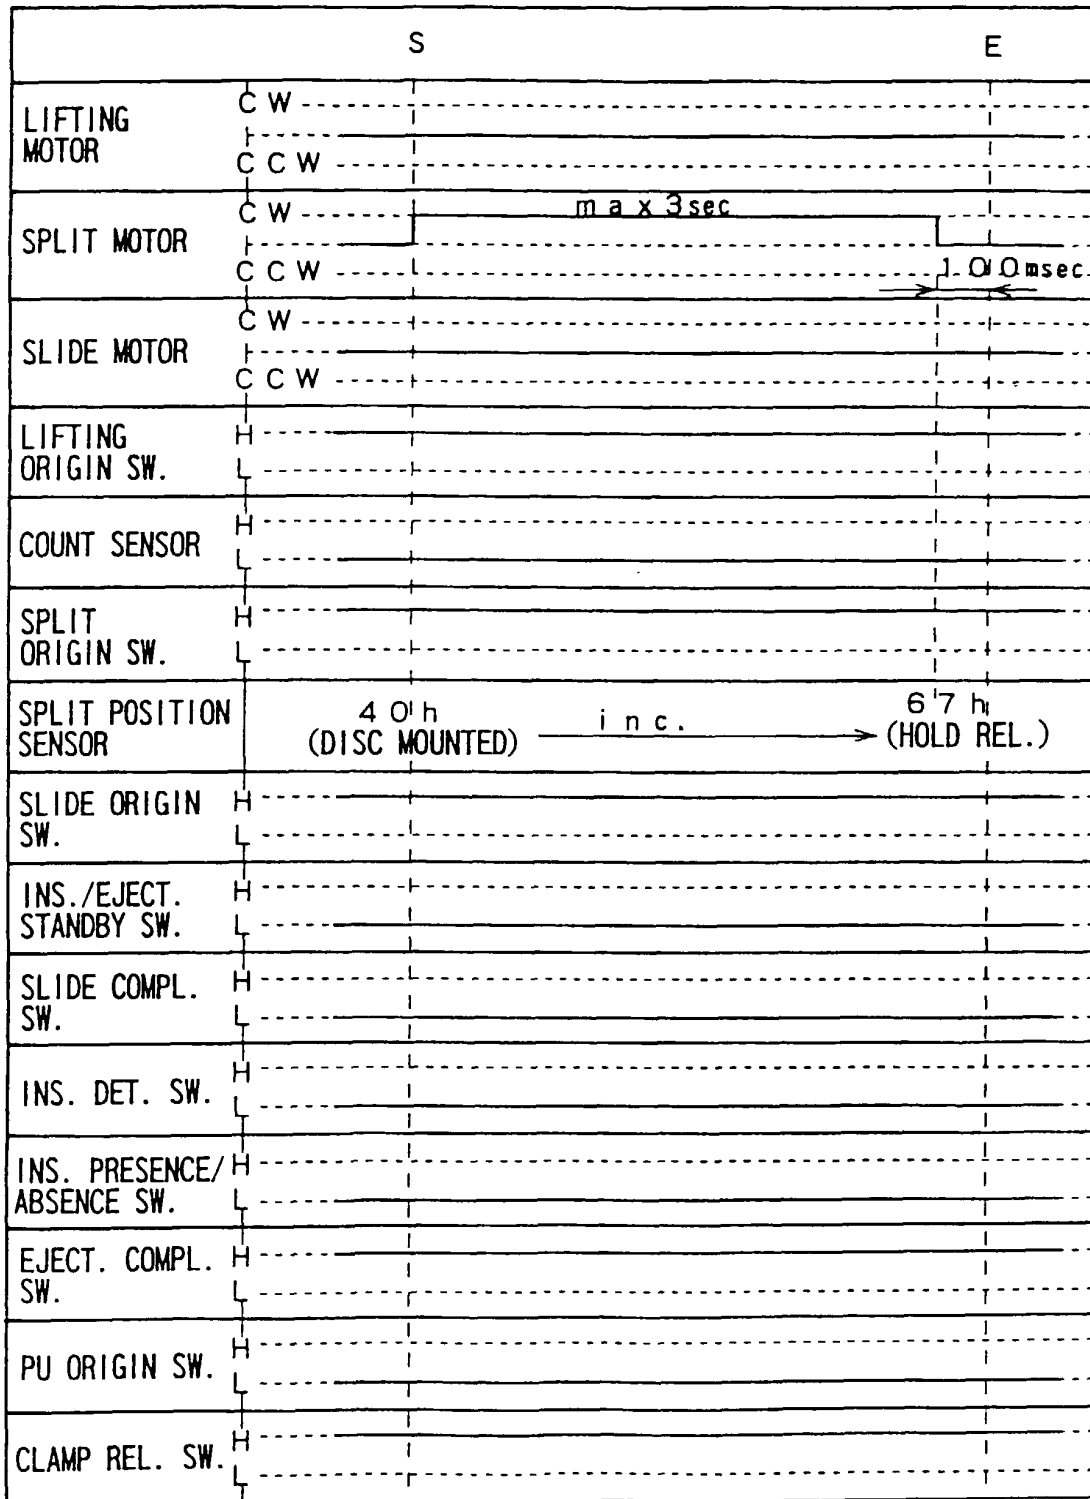 S E
LIFTING
MOTOR
CW
CCW
SPLIT MOTOR
CW
max 3sec
CCW
100msec
SLIDE MOTOR
CW
CCW
LIFTING
ORIGIN SW.
H
L
COUNT SENSOR
H
L
SPLIT
ORIGIN SW.
H
L
SPLIT POSITION
SENSOR
40h
(DISC MOUNTED)
inc.
67h
(HOLD REL.)
SLIDE ORIGIN
SW.
H
L
INS./EJECT.
STANDBY SW.
H
L
SLIDE COMPL.
SW.
H
L
INS. DET. SW.
H
L
INS. PRESENCE/
ABSENCE SW.
H
L
EJECT. COMPL.
SW.
H
L
PU ORIGIN SW.
H
L
CLAMP REL. SW.
H
L